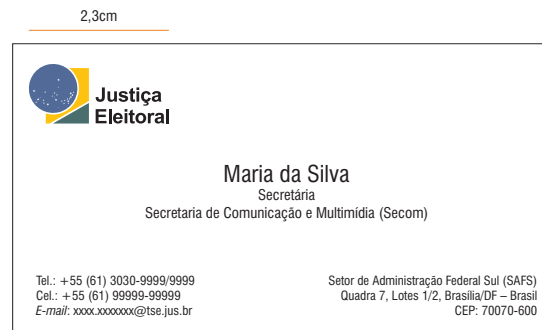 2,3cm
Justiça
Eleitoral
Maria da Silva
Secretária
Secretaria de Comunicação e Multimídia (Secom)
Tel.: +55 (61) 3030-9999/9999
Cel.: +55 (61) 99999-99999
E-mail: xxxx.xxxxxxx@tse.jus.br
Setor de Administração Federal Sul (SAFS)
Quadra 7, Lotes 1/2, Brasília/DF – Brasil
CEP: 70070-600